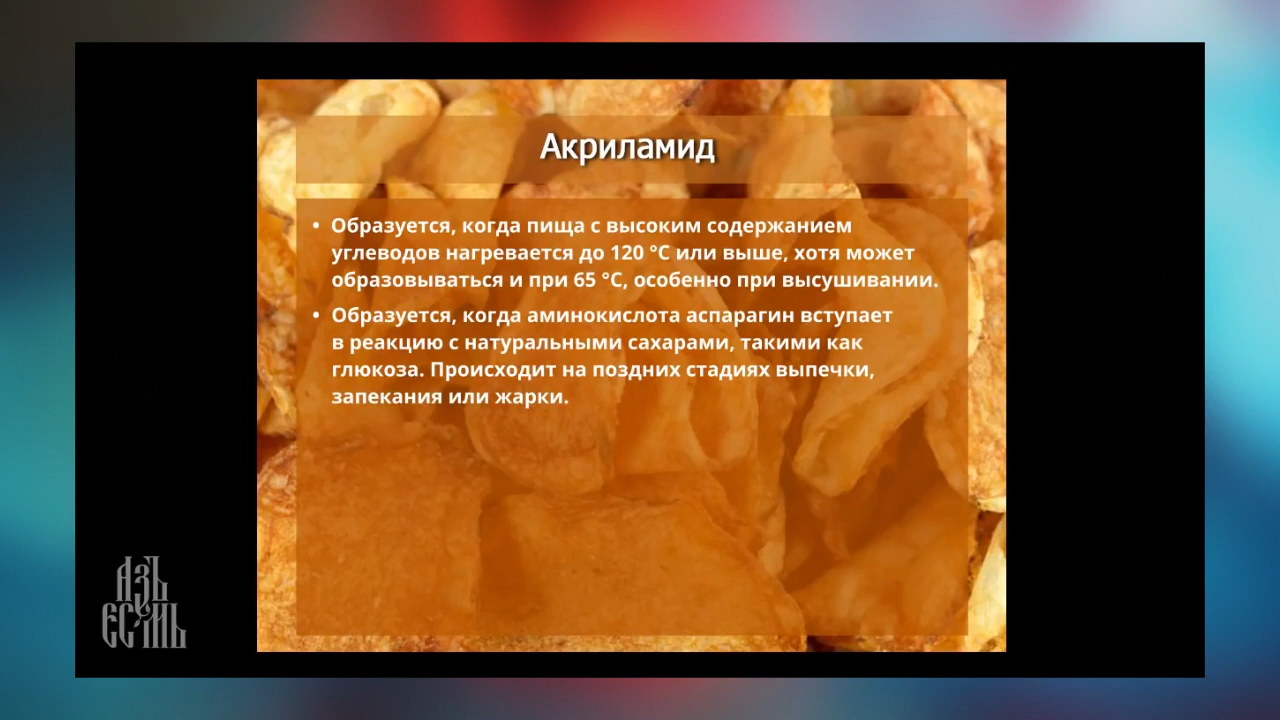 Акриламид
• Образуется, когда пища с высоким содержанием
углеводов нагревается до 120 °C или выше, хотя может
образовываться и при 65 °C, особенно при высушивании.
• Образуется, когда аминокислота аспарагин вступает
в реакцию с натуральными сахарами, такими как
глюкоза. Происходит на поздних стадиях выпечки,
запекания или жарки.
АЗЪ
ЕСМЬ